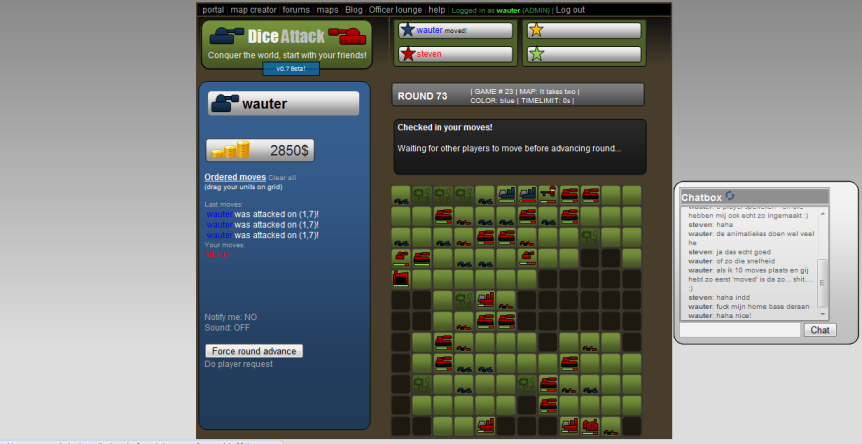 portal | map creator | forums | maps | Blog | Officer lounge | help | Logged in as wauter (ADMIN) | Log out
Dice Attack
Conquer the world, start with your friends!
v0.7 Beta!
wauter moved!
steven
wauter
2850$
Ordered moves Clear all
(drag your units on grid)
Last moves:
wauter was attacked on (1,7)!
wauter was attacked on (1,7)!
wauter was attacked on (1,7)!
Your moves
Notify me: NO
Sound: OFF
Force round advance
Do player request
ROUND 73
| GAME # 23 | MAP: It takes two |
COLOR: blue | TIMELIMIT: 0s |
Checked in your moves!
Waiting for other players to move before advancing round...
Chatbox
hebben mij ook echt zo ingemaakt :)
steven: haha
wauter: de animatiekes doen wel veel
he
steven: ja das echt goed
wauter: of zo die snelheid
wauter: als ik 10 moves plaats en gij
hebt zo eerst 'moved' is da zo... shit...
:)
steven: haha indd
wauter: fuck mijn home base deraan
wauter: haha nice!
Chat